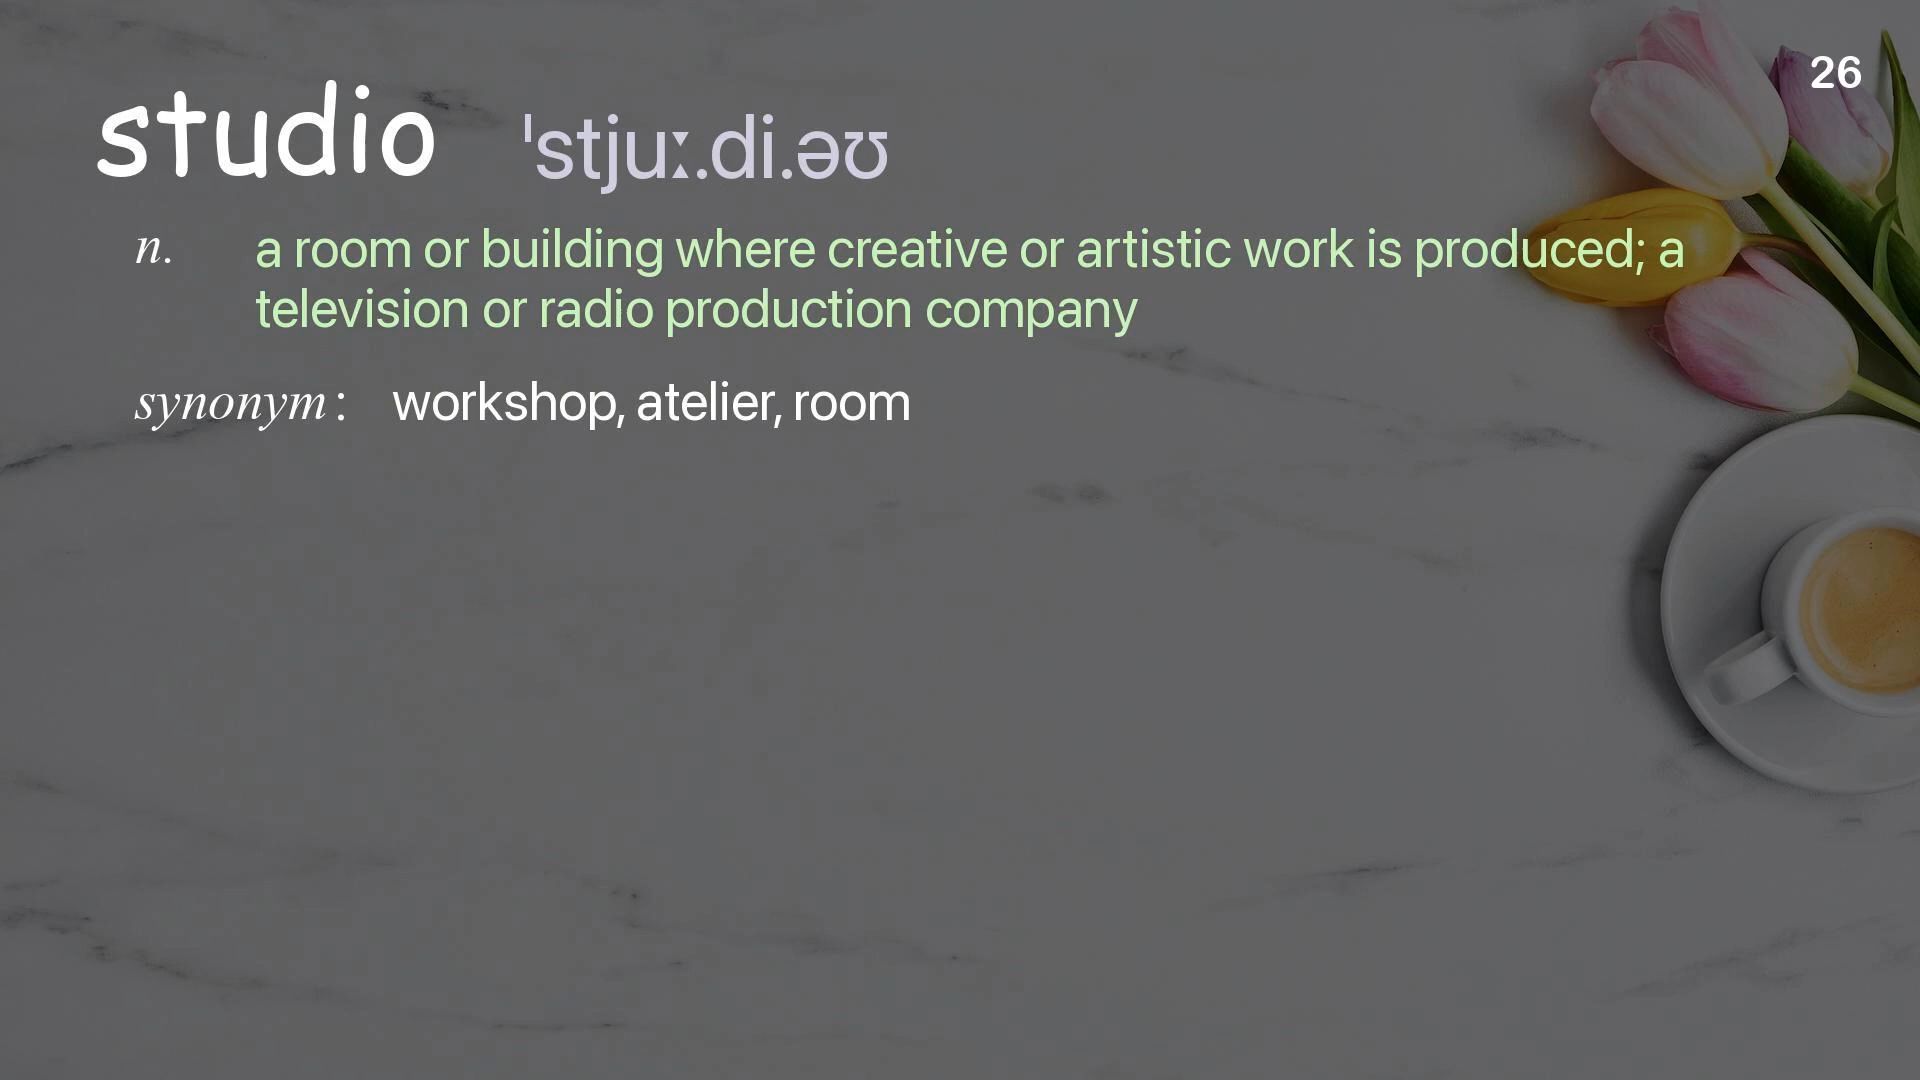 26
studio ˈstjuː.di.əʊ
n. a room or building where creative or artistic work is produced; a
television or radio production company
synonym : workshop, atelier, room